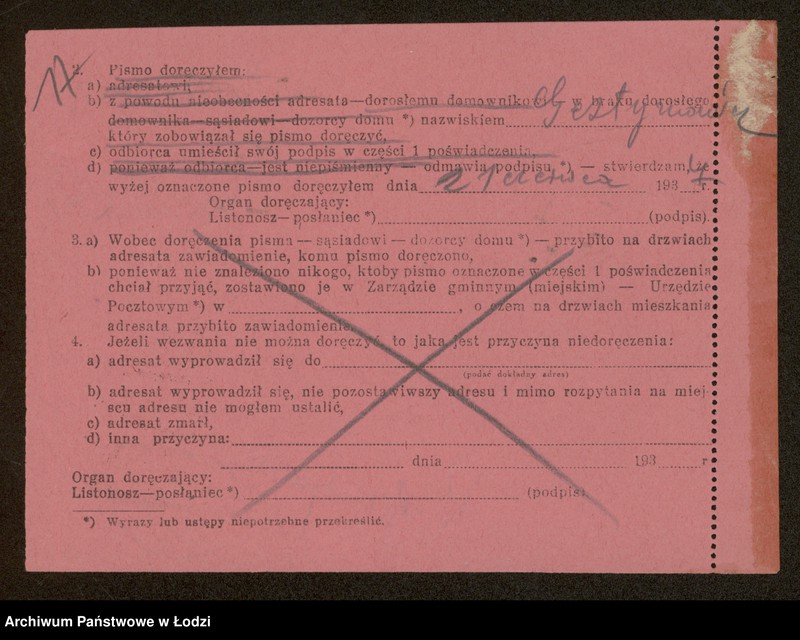 17
2. Pismo doręczyłem:
a) adresatowi,
b) z powodu nieobecności adresata—dorosłemu domownikowi — w braku dorosłego
domownika—sąsiadowi—dozorcy domu *) nazwiskiem
który zobowiązał się pismo doręczyć,
c) odbiorca umieścił swój podpis w części 1 poświadczenia,
d) ponieważ odbiorca—jest niepiśmienny — odmawia podpisu *) — stwierdzam, że
wyżej oznaczone pismo doręczyłem dnia 2 czerwca 193 r.
Organ doręczający:
Listonosz—posłaniec *) (podpis).
3. a) Wobec doręczenia pisma — sąsiadowi — dozorcy domu *) — przybito na drzwiach
adresata zawiadomienie, komu pismo doręczono,
b) ponieważ nie znaleziono nikogo, ktoby pismo oznaczone w części 1 poświadczenia
chciał przyjąć, zostawiono je w Zarządzie gminnym (miejskim) — Urzędzie
Pocztowym *) w , o czem na drzwiach mieszkania
adresata przybito zawiadomienie.
4. Jeżeli wezwania nie można doręczyć, to jaka jest przyczyna niedoręczenia:
a) adresat wyprowadził się do
(podać dokładny adres)
b) adresat wyprowadził się, nie pozostawiwszy adresu i mimo rozpytania na miej-
scu adresu nie mogłem ustalić,
c) adresat zmarł,
d) inna przyczyna:
dnia 193 r
Organ doręczający:
Listonosz—posłaniec *) (podpis)
*) Wyrazy lub ustępy niepotrzebne przekreślić.
Archiwum Państwowe w Łodzi